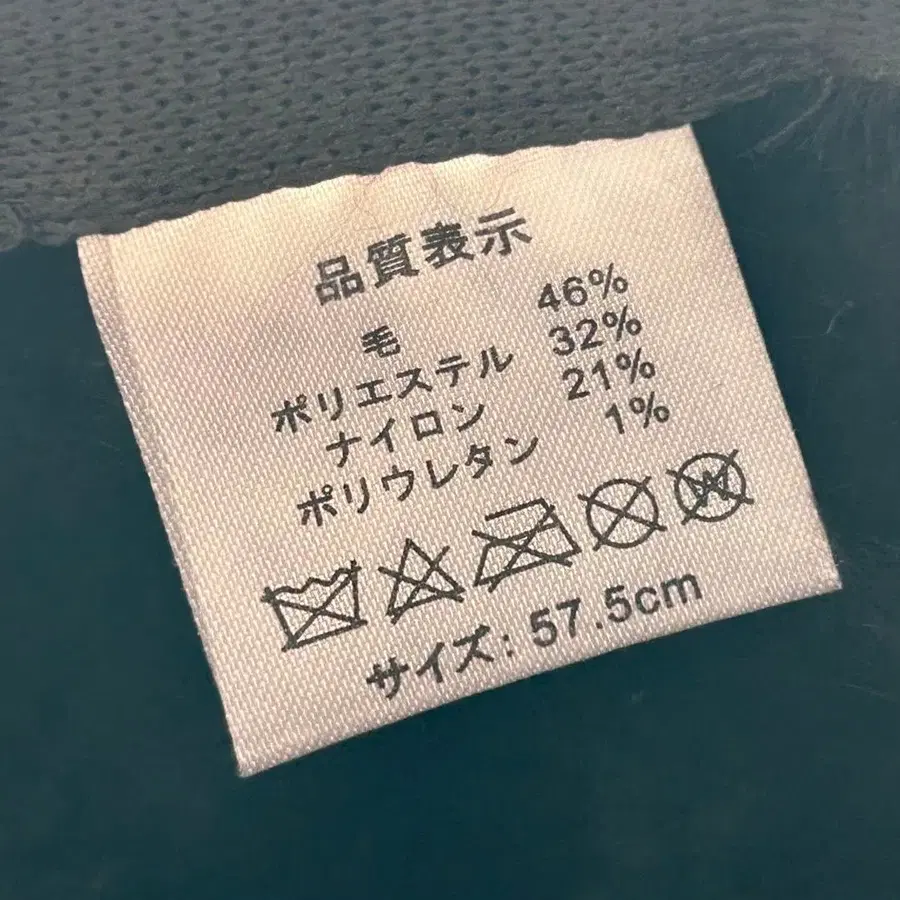 品質表示
毛 46%
ポリエステル 32%
ナイロン 21%
ポリウレタン 1%
W
サイズ: 57.5cm